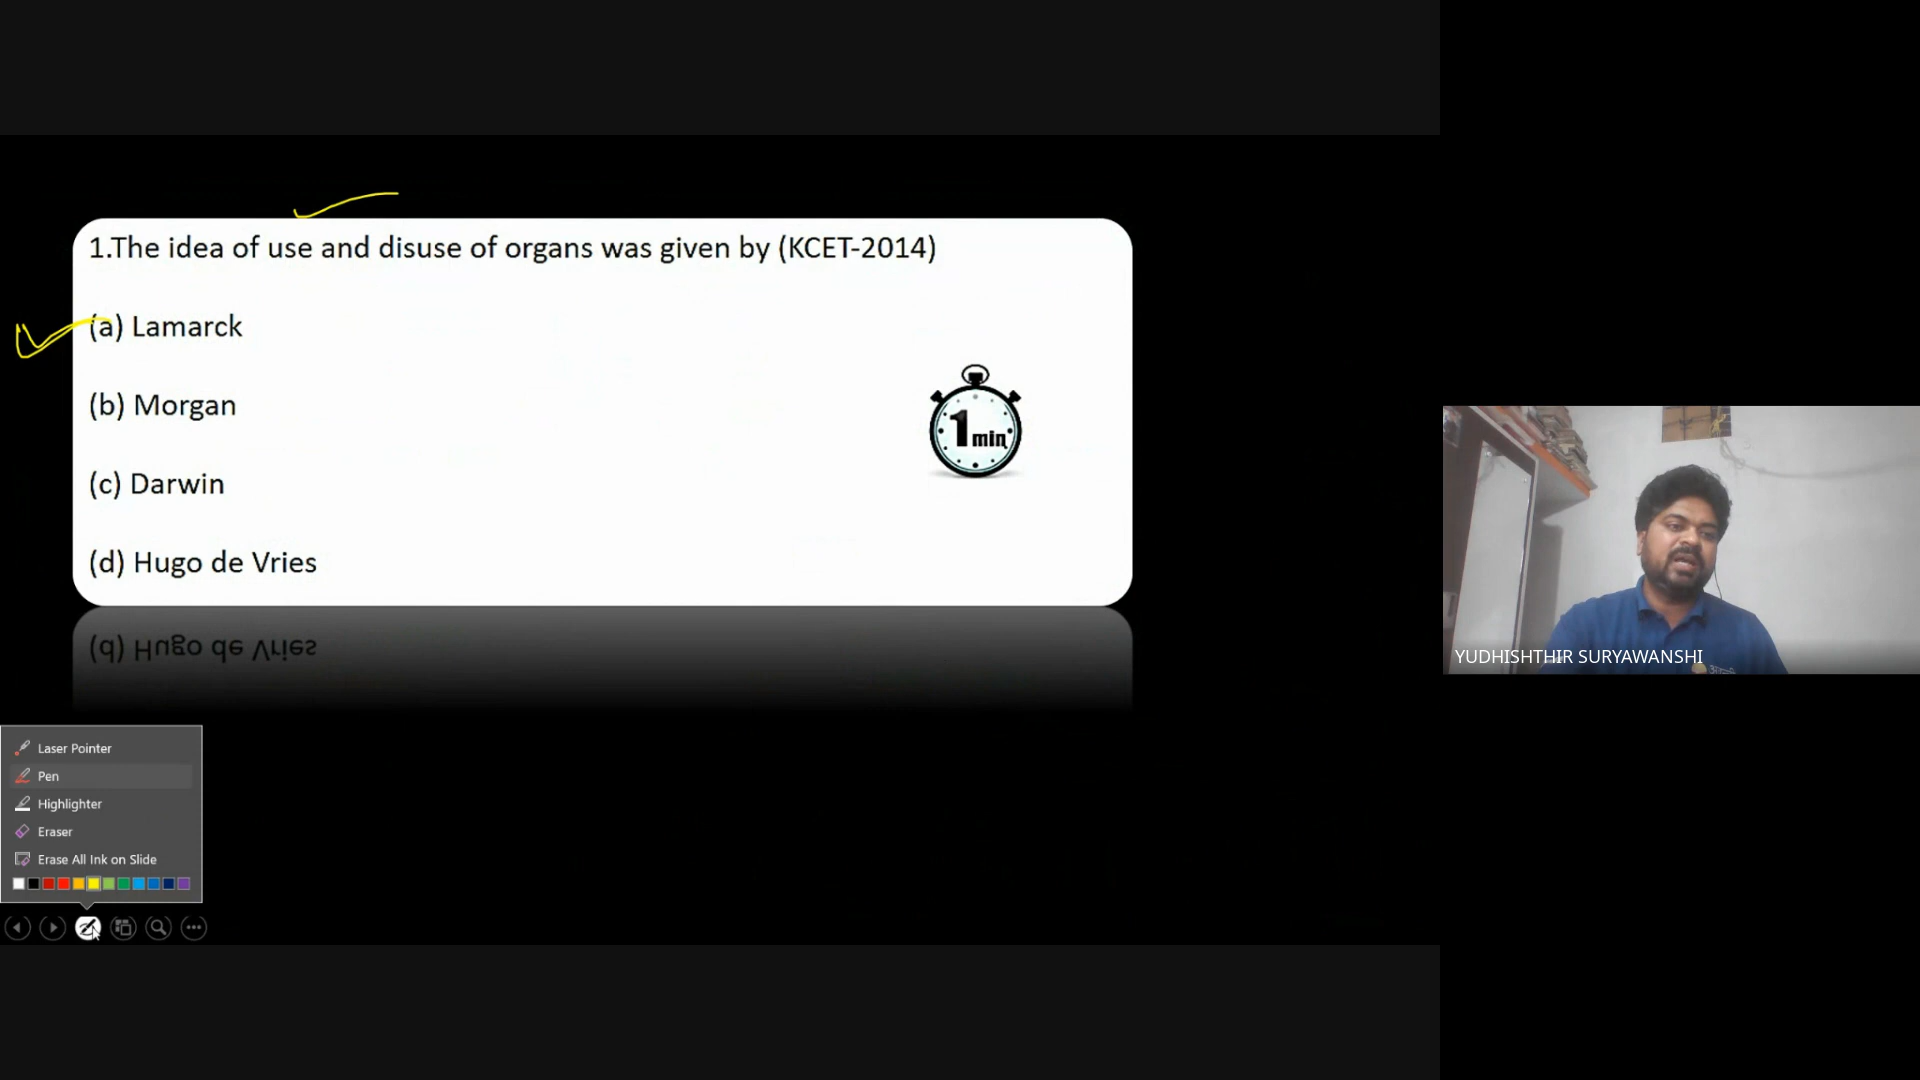 1.The idea of use and disuse of organs was given by (KCET-2014)
(a) Lamarck
(b) Morgan
(c) Darwin
(d) Hugo de Vries
1 min
(d) Hugo de Vries
YUDHISHTHIR SURYAWANSHI
Laser Pointer
Pen
Highlighter
Eraser
Erase All Ink on Slide